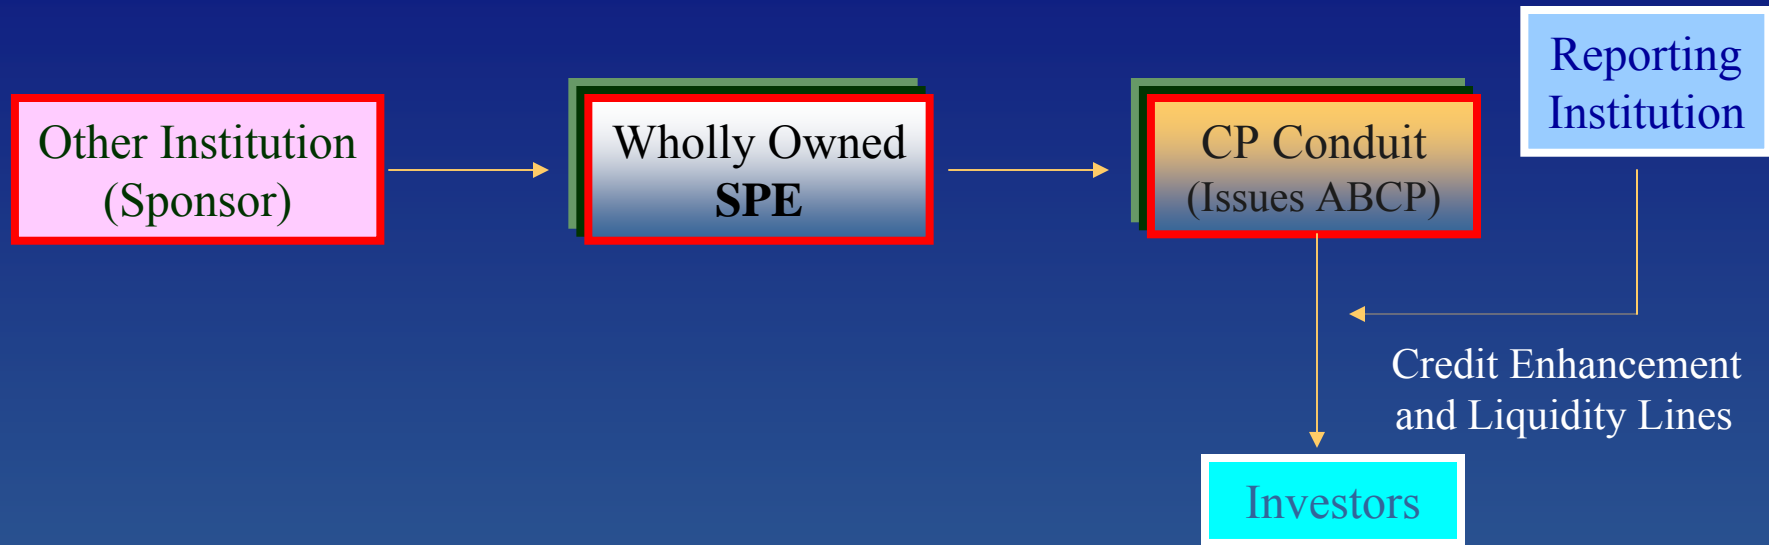 Other Institution
(Sponsor)
Wholly Owned
SPE
CP Conduit
(Issues ABCP)
Reporting
Institution
Credit Enhancement
and Liquidity Lines
Investors